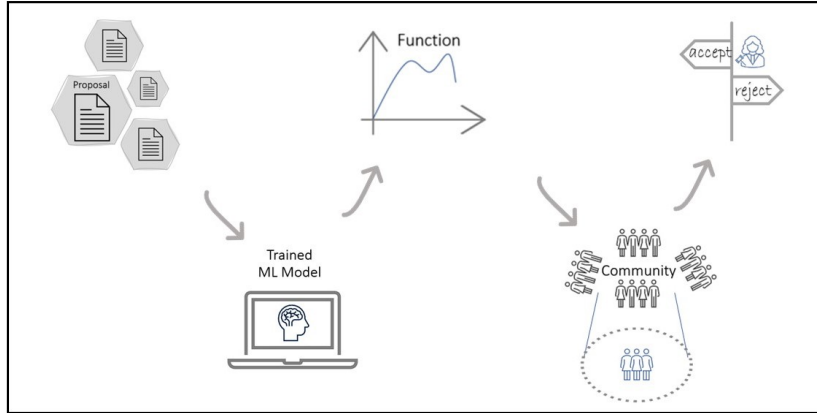 Proposal
Trained
ML Model
Function
Community
accept
reject